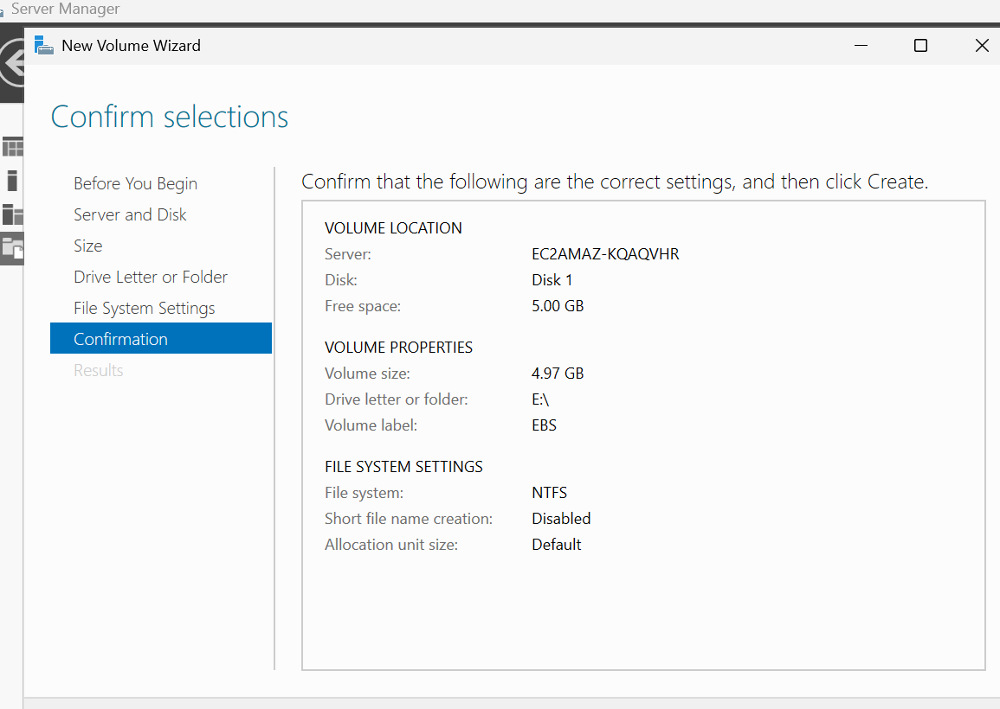 Server Manager
New Volume Wizard
Confirm selections
Before You Begin
Server and Disk
Size
Drive Letter or Folder
File System Settings
Confirmation
Results
Confirm that the following are the correct settings, and then click Create.
VOLUME LOCATION
Server: EC2AMAZ-KQAQVHR
Disk: Disk 1
Free space: 5.00 GB
VOLUME PROPERTIES
Volume size: 4.97 GB
Drive letter or folder: E:\
Volume label: EBS
FILE SYSTEM SETTINGS
File system: NTFS
Short file name creation: Disabled
Allocation unit size: Default